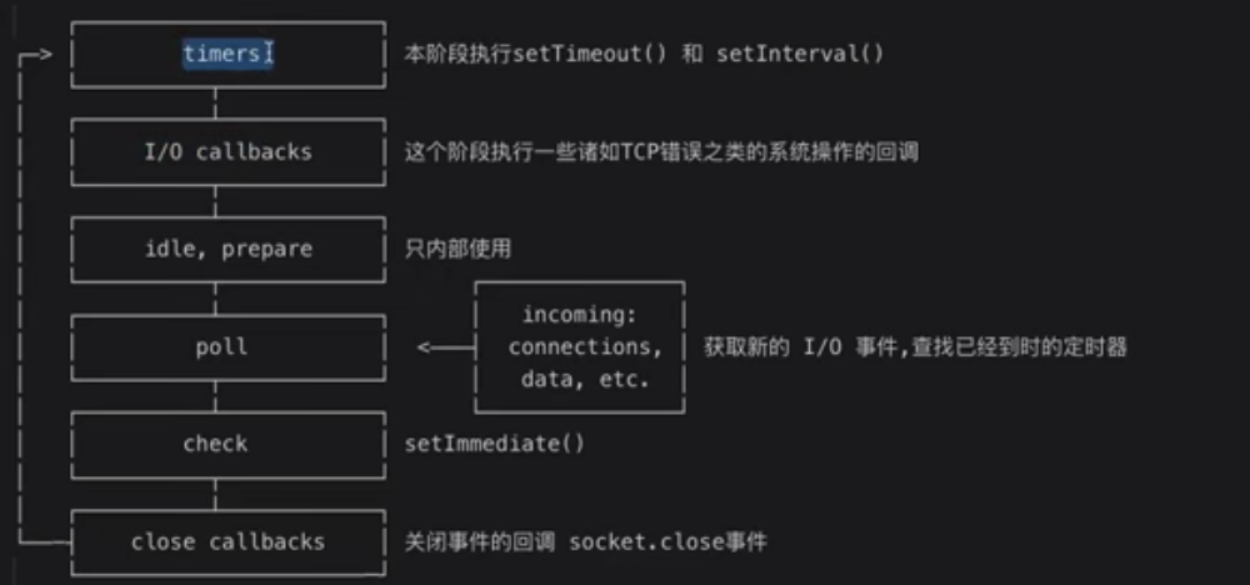 timers
本阶段执行setTimeout() 和 setInterval()
I/O callbacks
这个阶段执行一些诸如TCP错误之类的系统操作的回调
idle, prepare
只内部使用
poll
incoming:
connections,
data, etc.
获取新的 I/O 事件,查找已经到时的定时器
check
setImmediate()
close callbacks
关闭事件的回调 socket.close事件